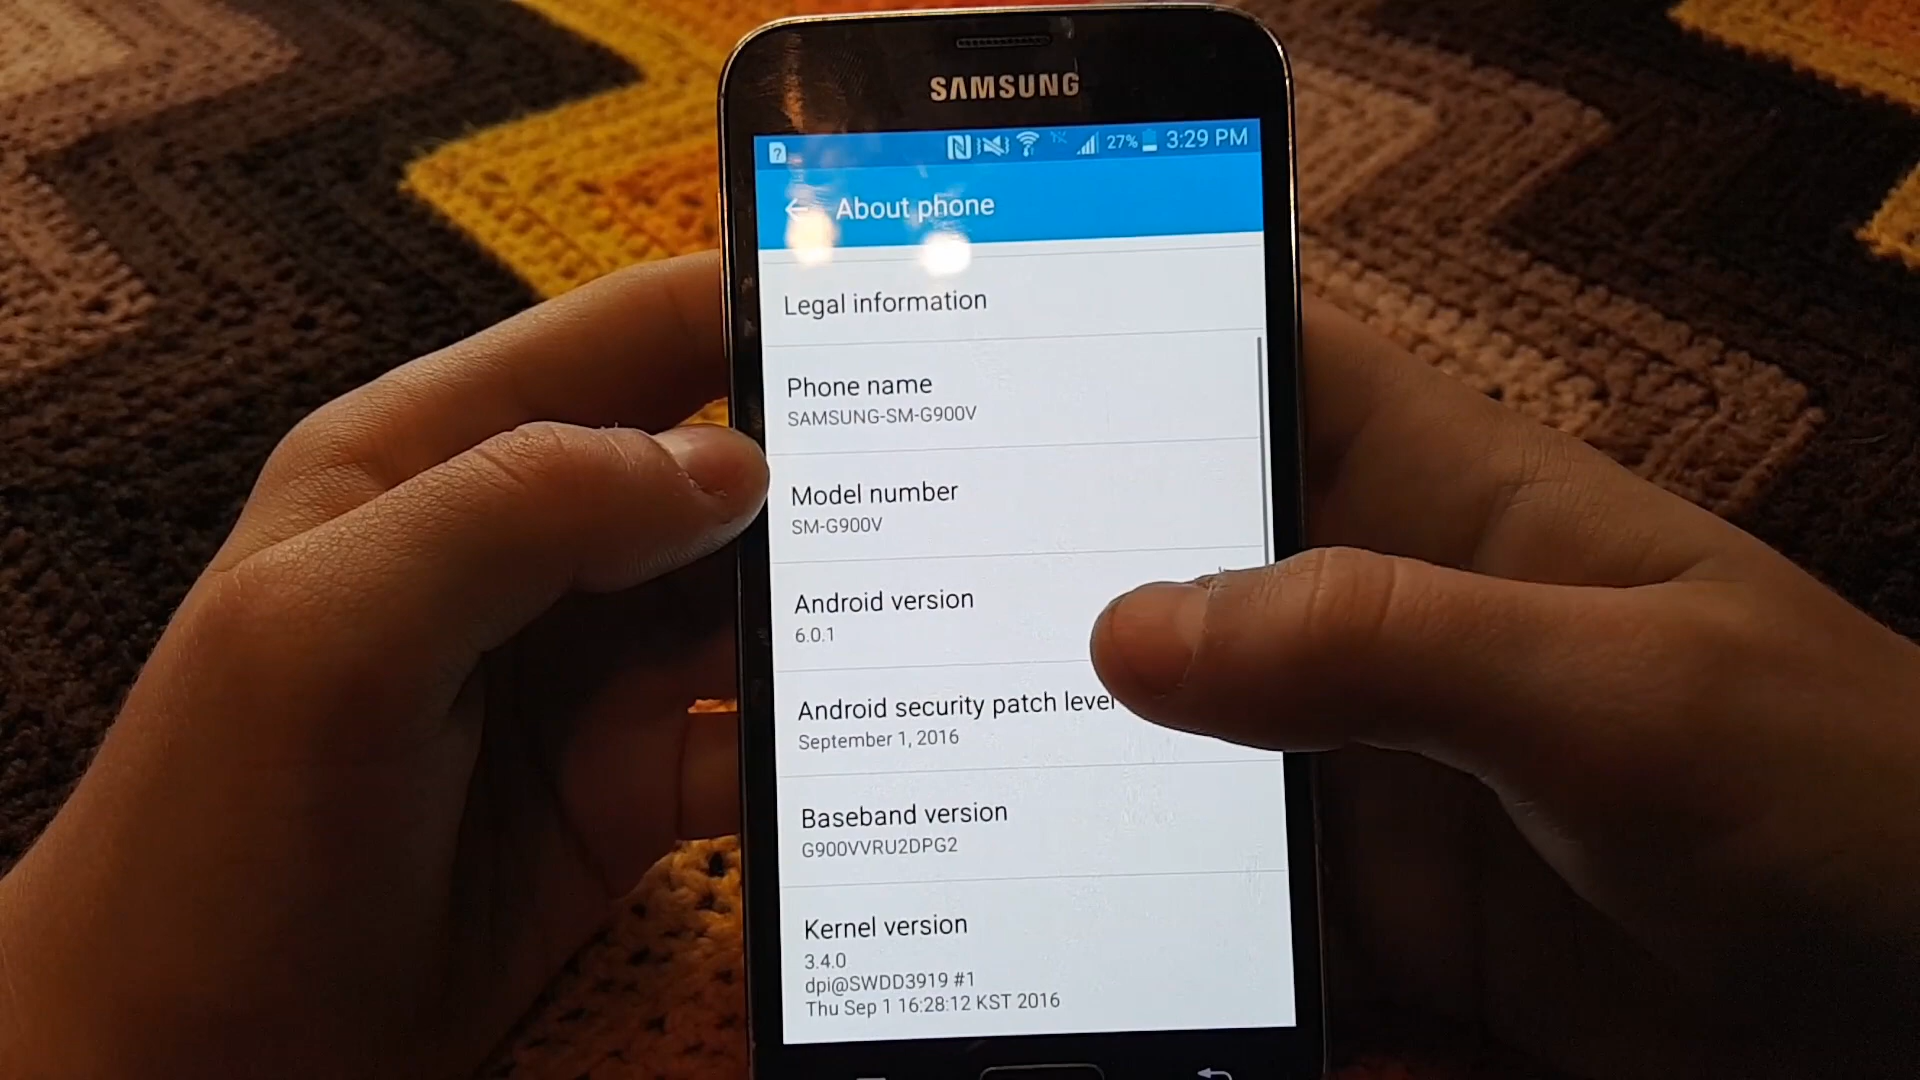 SAMSUNG
27% 3:29 PM
About phone
Legal information
Phone name
SAMSUNG-SM-G900V
Model number
SM-G900V
Android version
6.0.1
Android security patch level
September 1, 2016
Baseband version
G900VVRU2DPG2
Kernel version
3.4.0
dpi@SWDD3919 #1
Thu Sep 1 16:28:12 KST 2016